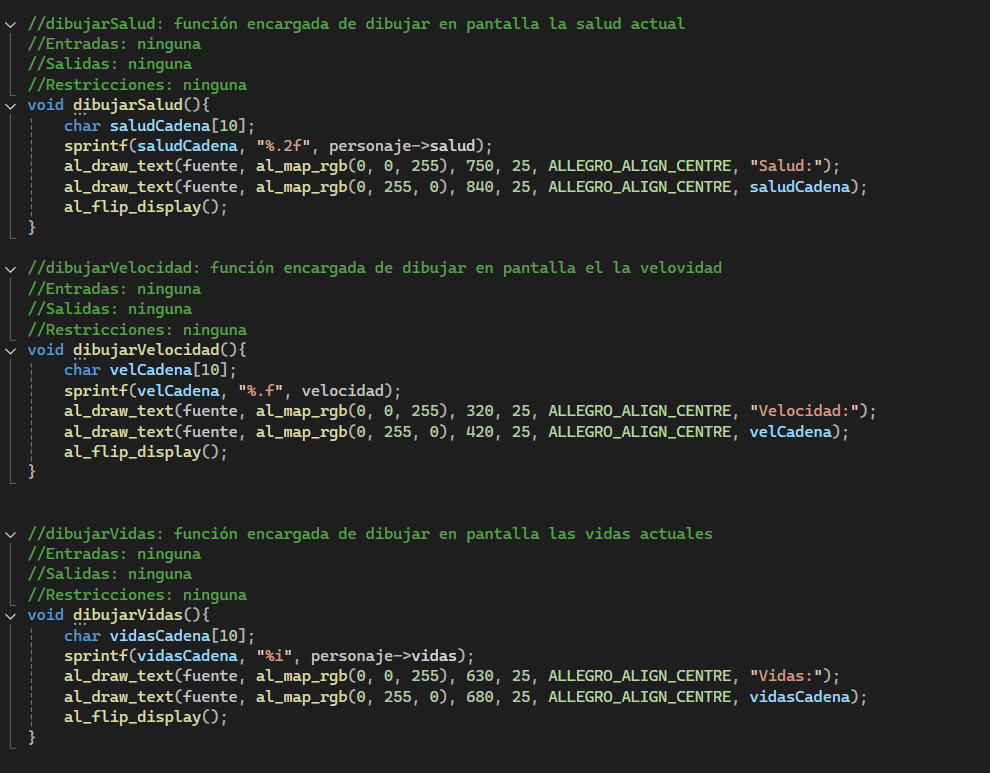 //dibujarSalud: función encargada de dibujar en pantalla la salud actual
//Entradas: ninguna
//Salidas: ninguna
//Restricciones: ninguna
void dibujarSalud(){
    char saludCadena[10];
    sprintf(saludCadena, "%.2f", personaje->salud);
    al_draw_text(fuente, al_map_rgb(0, 0, 255), 750, 25, ALLEGRO_ALIGN_CENTRE, "Salud:");
    al_draw_text(fuente, al_map_rgb(0, 255, 0), 840, 25, ALLEGRO_ALIGN_CENTRE, saludCadena);
    al_flip_display();
}
//dibujarVelocidad: función encargada de dibujar en pantalla el la velovidad
//Entradas: ninguna
//Salidas: ninguna
//Restricciones: ninguna
void dibujarVelocidad(){
    char velCadena[10];
    sprintf(velCadena, "%.f", velocidad);
    al_draw_text(fuente, al_map_rgb(0, 0, 255), 320, 25, ALLEGRO_ALIGN_CENTRE, "Velocidad:");
    al_draw_text(fuente, al_map_rgb(0, 255, 0), 420, 25, ALLEGRO_ALIGN_CENTRE, velCadena);
    al_flip_display();
}
//dibujarVidas: función encargada de dibujar en pantalla las vidas actuales
//Entradas: ninguna
//Salidas: ninguna
//Restricciones: ninguna
void dibujarVidas(){
    char vidasCadena[10];
    sprintf(vidasCadena, "%i", personaje->vidas);
    al_draw_text(fuente, al_map_rgb(0, 0, 255), 630, 25, ALLEGRO_ALIGN_CENTRE, "Vidas:");
    al_draw_text(fuente, al_map_rgb(0, 255, 0), 680, 25, ALLEGRO_ALIGN_CENTRE, vidasCadena);
    al_flip_display();
}